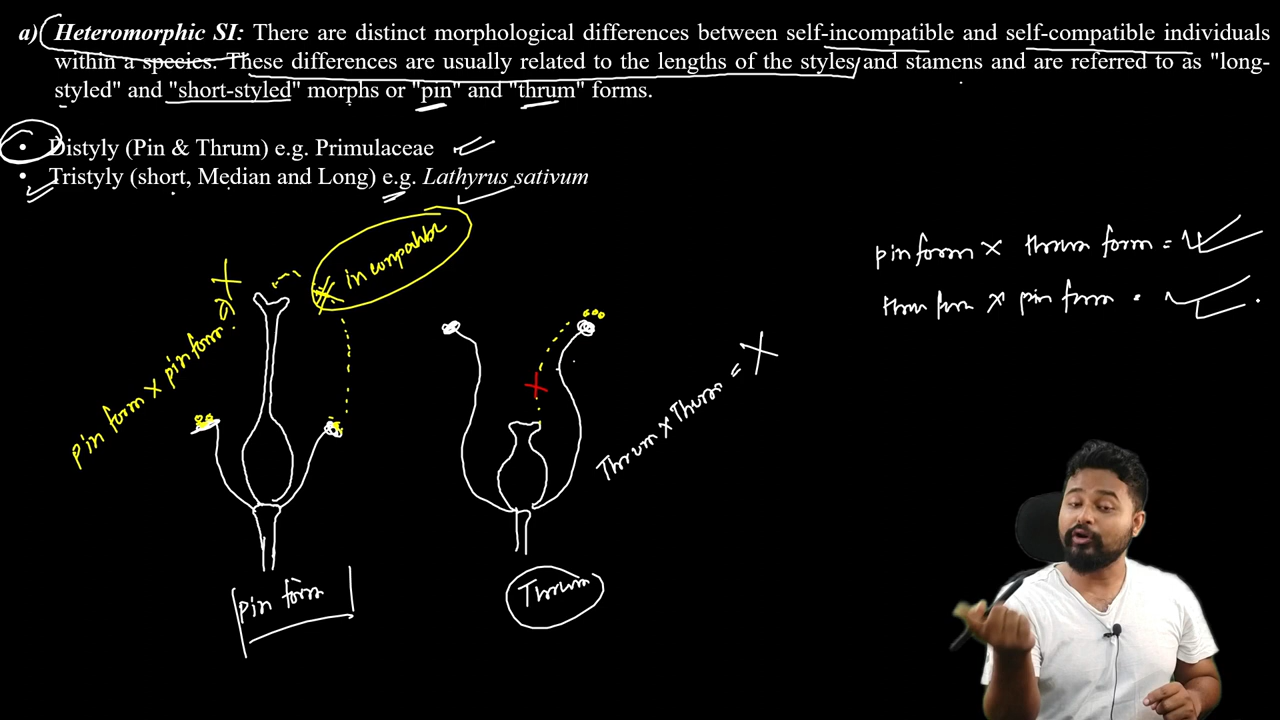 a) Heteromorphic SI: There are distinct morphological differences between self-incompatible and self-compatible individuals
within a species. These differences are usually related to the lengths of the styles and stamens and are referred to as "long-
styled" and "short-styled" morphs or "pin" and "thrum" forms.
• Distyly (Pin & Thrum) e.g. Primulaceae
• Tristyly (short, Median and Long) e.g. Lathyrus sativum
X incompatible
pin form x thrum form =
thrum form x pin form =
pin form x pin form
Thrum x Thrum = X
pin form
Thrum